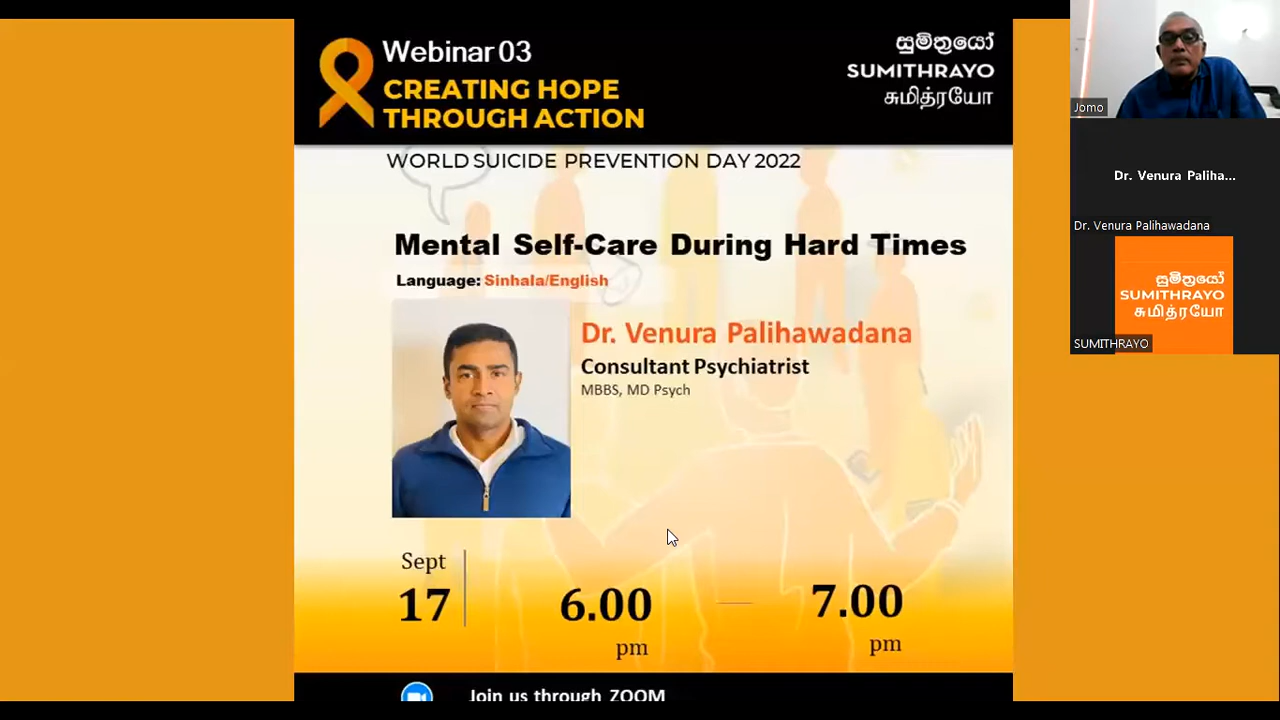 Webinar 03
CREATING HOPE
THROUGH ACTION
සුමිත්‍රයෝ
SUMITHRAYO
சுமித்ரயோ
WORLD SUICIDE PREVENTION DAY 2022
Mental Self-Care During Hard Times
Language: Sinhala/English
Dr. Venura Palihawadana
Consultant Psychiatrist
MBBS, MD Psych
Sept
17
6.00
pm
7.00
pm
Join us through ZOOM
Jomo
Dr. Venura Paliha...
Dr. Venura Palihawadana
සුමිත්‍රයෝ
SUMITHRAYO
சுமித்ரயோ
SUMITHRAYO